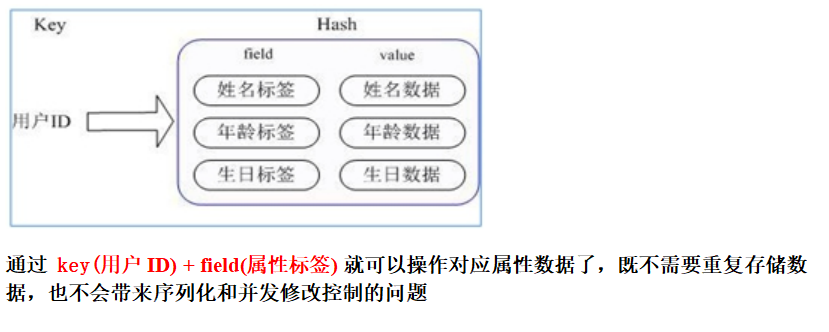 Key Hash
field value
姓名标签 姓名数据
用户ID 年龄标签 年龄数据
生日标签 生日数据
通过 key(用户 ID) + field(属性标签) 就可以操作对应属性数据了，既不需要重复存储数
据，也不会带来序列化和并发修改控制的问题